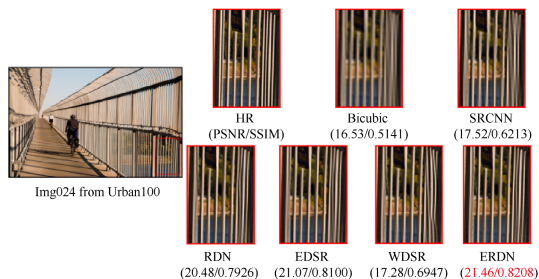 HR
(PSNR/SSIM)
Bicubic
(16.53/0.5141)
SRCNN
(17.52/0.6213)
Img024 from Urban100
RDN
(20.48/0.7926)
EDSR
(21.07/0.8100)
WDSR
(17.28/0.6947)
ERDN
(21.46/0.8208)